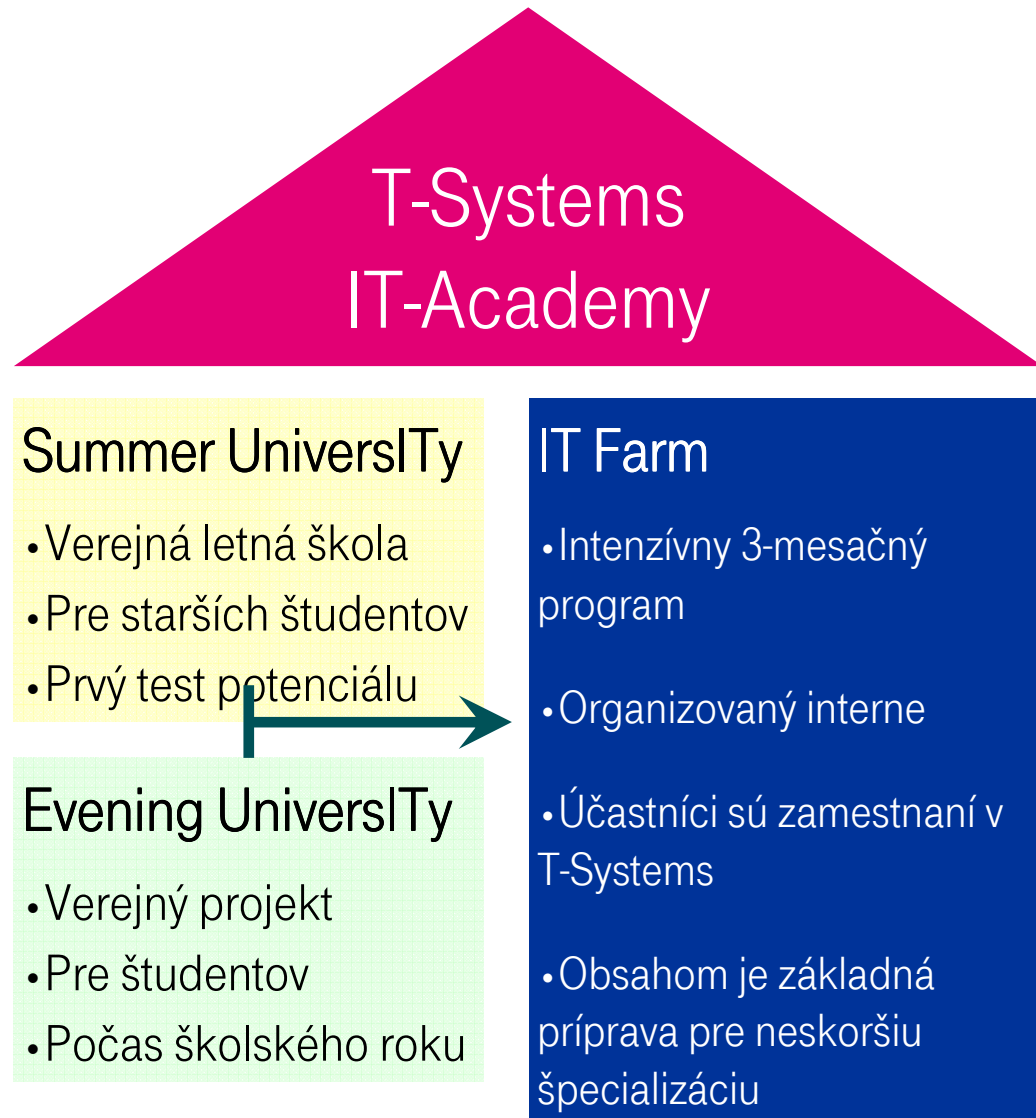 T-Systems
IT-Academy
Summer UniversITy
•Verejná letná škola
•Pre starších študentov
•Prvý test potenciálu
Evening UniversITy
•Verejný projekt
•Pre študentov
•Počas školského roku
IT Farm
•Intenzívny 3-mesačný
program
•Organizovaný interne
•Účastníci sú zamestnaní v
T-Systems
•Obsahom je základná
príprava pre neskoršiu
špecializáciu